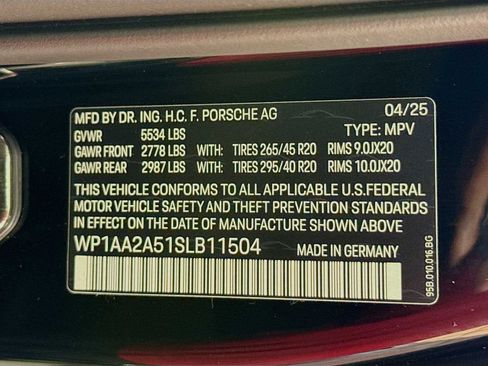 MFD BY DR. ING. H.C. F. PORSCHE AG 04/25
GVWR 5534 LBS TYPE: MPV
GAWR FRONT 2778 LBS WITH: TIRES 265/45 R20 RIMS 9.0JX20
GAWR REAR 2987 LBS WITH: TIRES 295/40 R20 RIMS 10.0JX20
THIS VEHICLE CONFORMS TO ALL APPLICABLE U.S.FEDERAL
MOTOR VEHICLE SAFETY AND THEFT PREVENTION STANDARDS
IN EFFECT ON THE DATE OF MANUFACTURE SHOWN ABOVE
WP1AA2A51SLB11504 MADE IN GERMANY
95B.010.016.BG